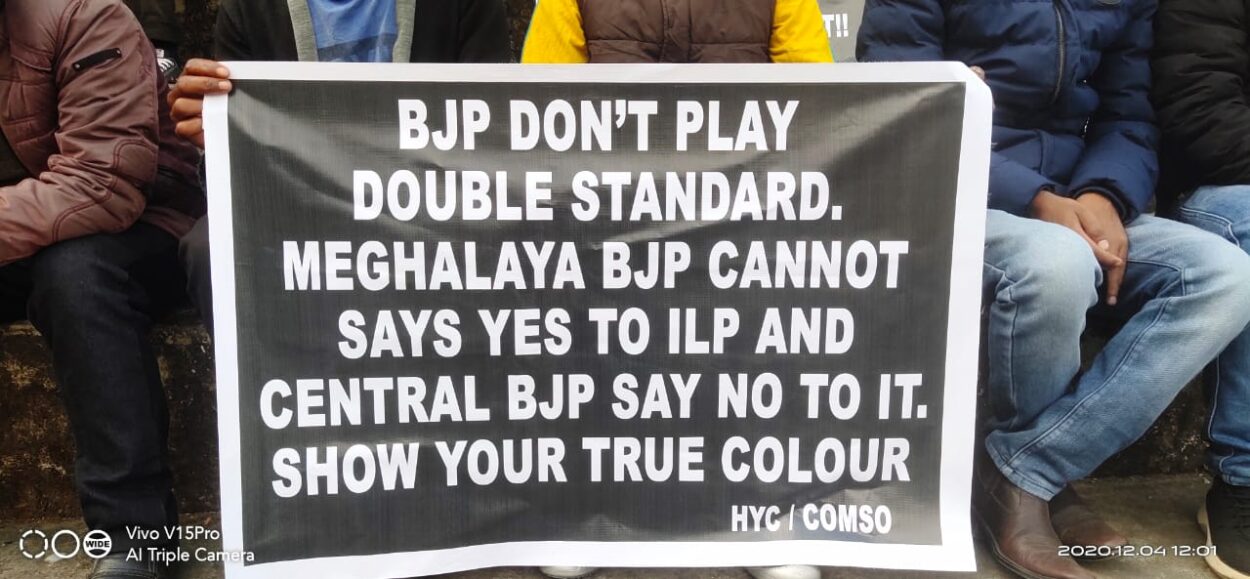 T!!
BJP DON'T PLAY
DOUBLE STANDARD.
MEGHALAYA BJP CANNOT
SAYS YES TO ILP AND
CENTRAL BJP SAY NO TO IT.
SHOW YOUR TRUE COLOUR
HYC / COMSO
WIDE
Vivo V15Pro
AI Triple Camera
2020.12.04 12:01